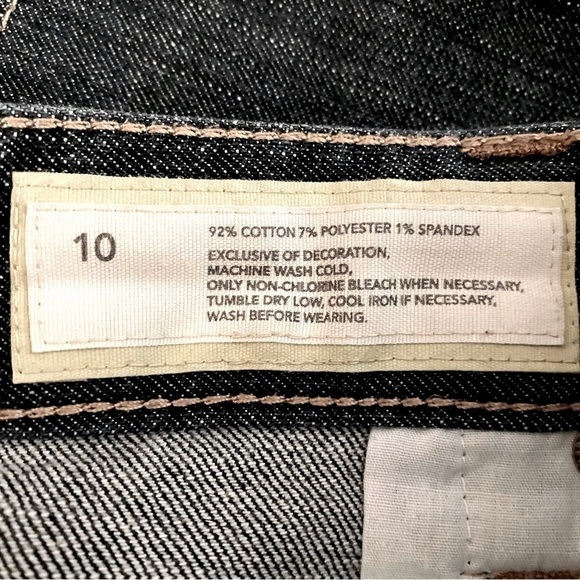 10
92% COTTON 7% POLYESTER 1% SPANDEX
EXCLUSIVE OF DECORATION,
MACHINE WASH COLD,
ONLY NON-CHLORINE BLEACH WHEN NECESSARY,
TUMBLE DRY LOW, COOL IRON IF NECESSARY,
WASH BEFORE WEARING.